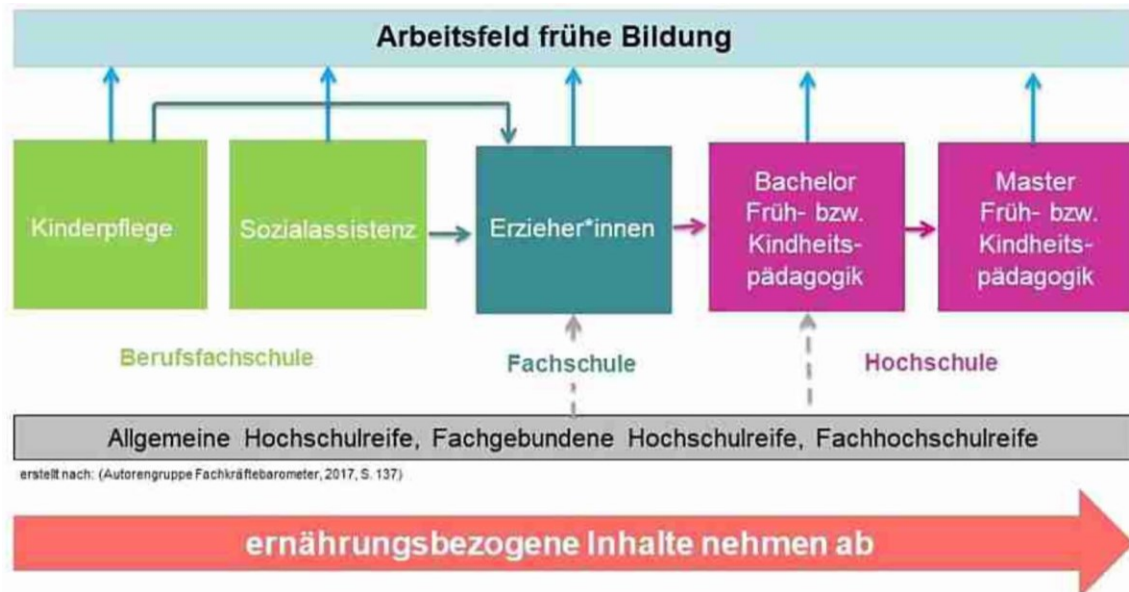 Arbeitsfeld frühe Bildung
Kinderpflege
Sozialassistenz
Erzieher*innen
Bachelor
Früh- bzw.
Kindheits-
pädagogik
Master
Früh- bzw.
Kindheits-
pädagogik
Berufsfachschule
Fachschule
Hochschule
Allgemeine Hochschulreife, Fachgebundene Hochschulreife, Fachhochschulreife
erstellt nach: (Autorengruppe Fachkräftebarometer, 2017, S. 137)
ernährungsbezogene Inhalte nehmen ab